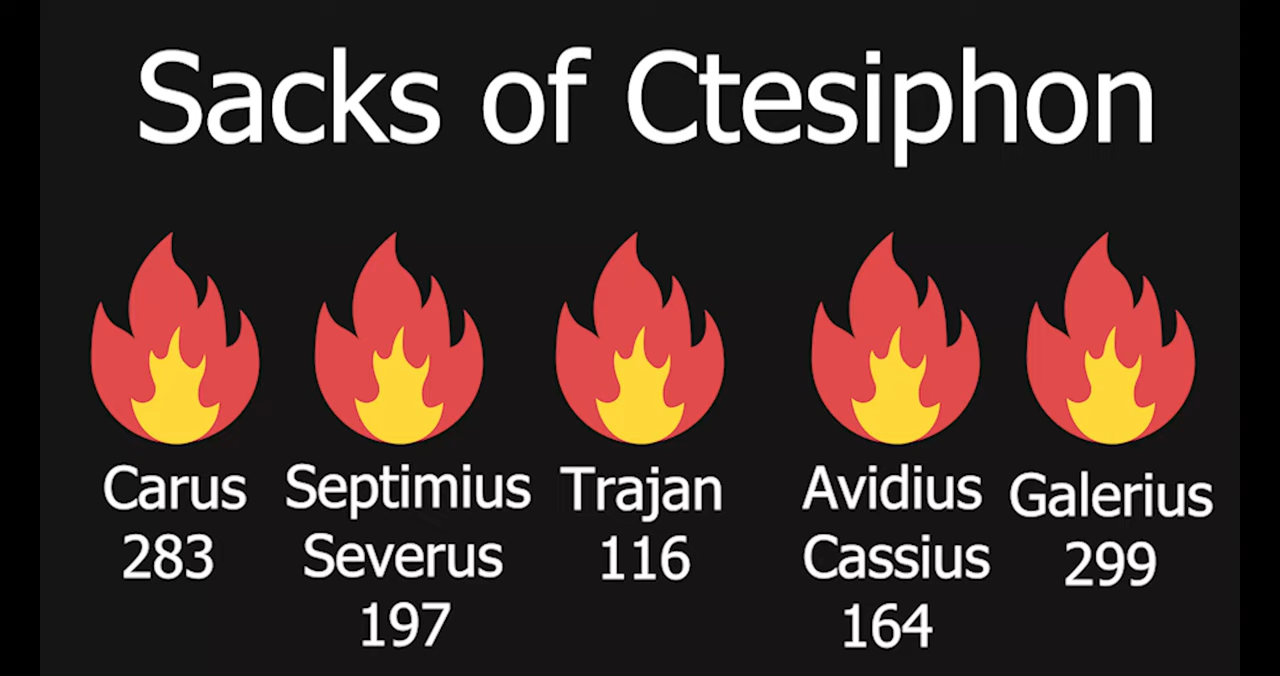 Sacks of Ctesiphon
Carus
283
Septimius
Severus
197
Trajan
116
Avidius
Cassius
164
Galerius
299